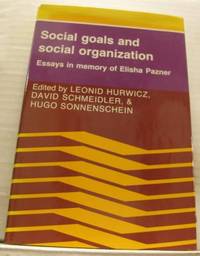 Social goals and
social organization
Essays in memory of Elisha Pazner
Edited by LEONID HURWICZ,
DAVID SCHMEIDLER, &
HUGO SONNENSCHEIN